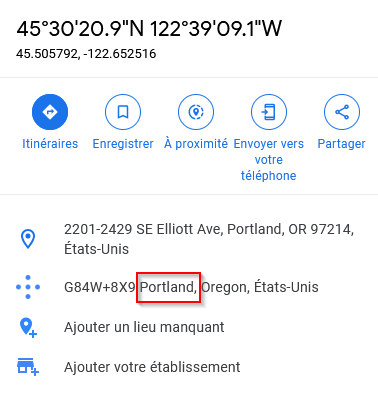 45°30'20.9"N 122°39'09.1"W
45.505792, -122.652516
Itinéraires
Enregistrer
À proximité
Envoyer vers
votre
téléphone
Partager
2201-2429 SE Elliott Ave, Portland, OR 97214,
États-Unis
G84W+8X9 Portland, Oregon, États-Unis
Ajouter un lieu manquant
Ajouter votre établissement